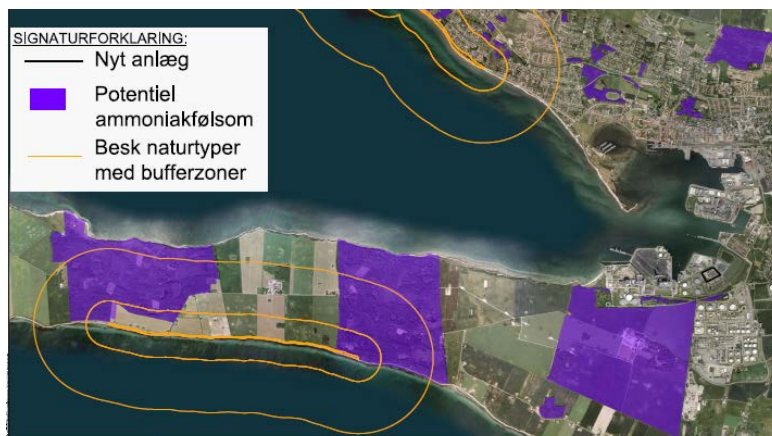 SIGNATURFORKLARING:
Nyt anlæg
Potentiel
ammoniakfølsom
Besk naturtyper
med bufferzoner